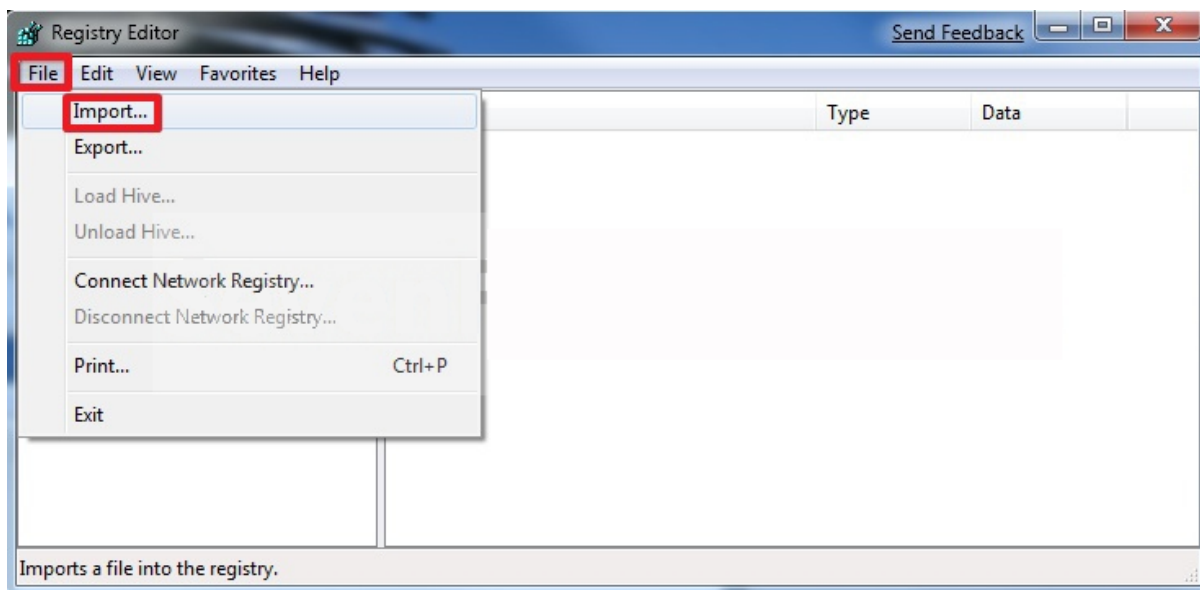 Registry Editor
Send Feedback
File Edit View Favorites Help
Import...
Type Data
Export...
Load Hive...
Unload Hive...
Connect Network Registry...
Disconnect Network Registry...
Print... Ctrl+P
Exit
Imports a file into the registry.